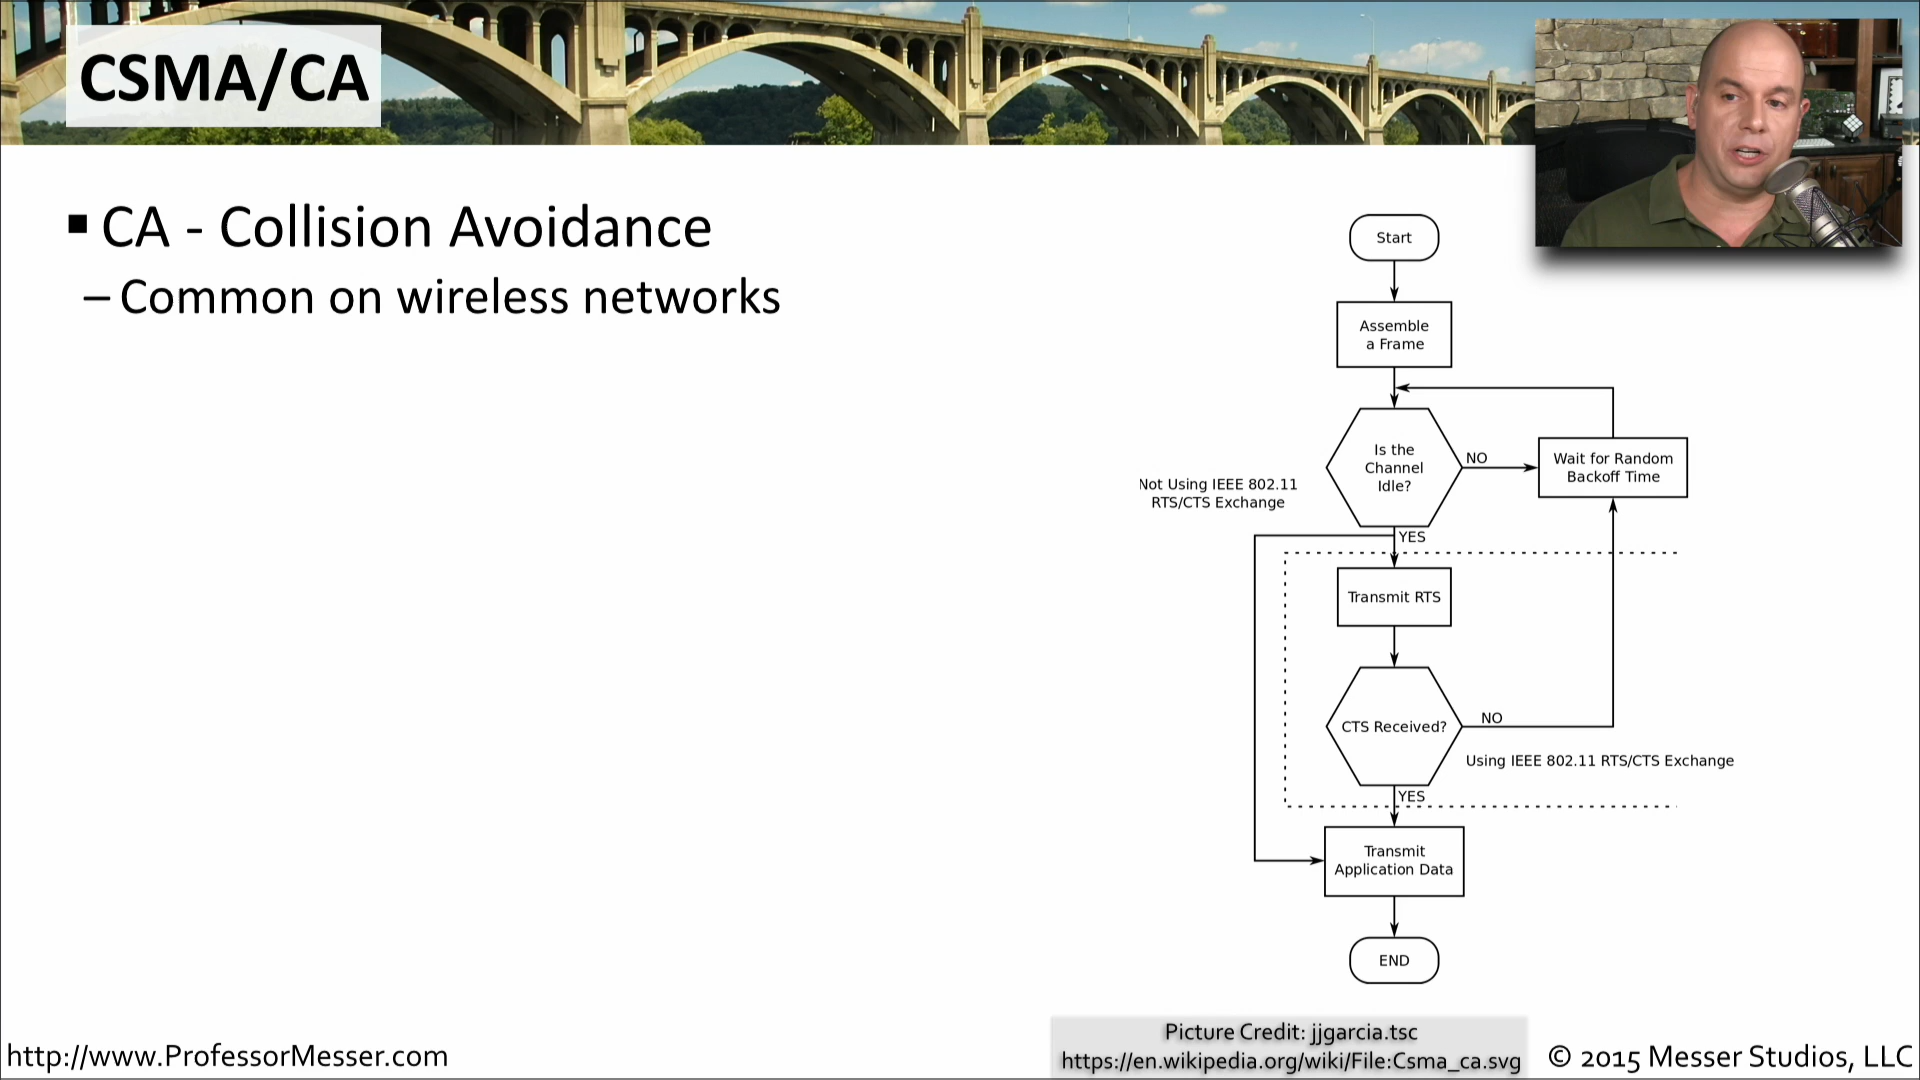 CSMA/CA
▪ CA - Collision Avoidance
– Common on wireless networks
Start
Assemble
a Frame
Is the
Channel
Idle?
NO
Wait for Random
Backoff Time
Not Using IEEE 802.11
RTS/CTS Exchange
YES
Transmit RTS
CTS Received?
NO
Using IEEE 802.11 RTS/CTS Exchange
YES
Transmit
Application Data
END
Picture Credit: jjgarcia.tsc
https://en.wikipedia.org/wiki/File:Csma_ca.svg
http://www.ProfessorMesser.com
© 2015 Messer Studios, LLC